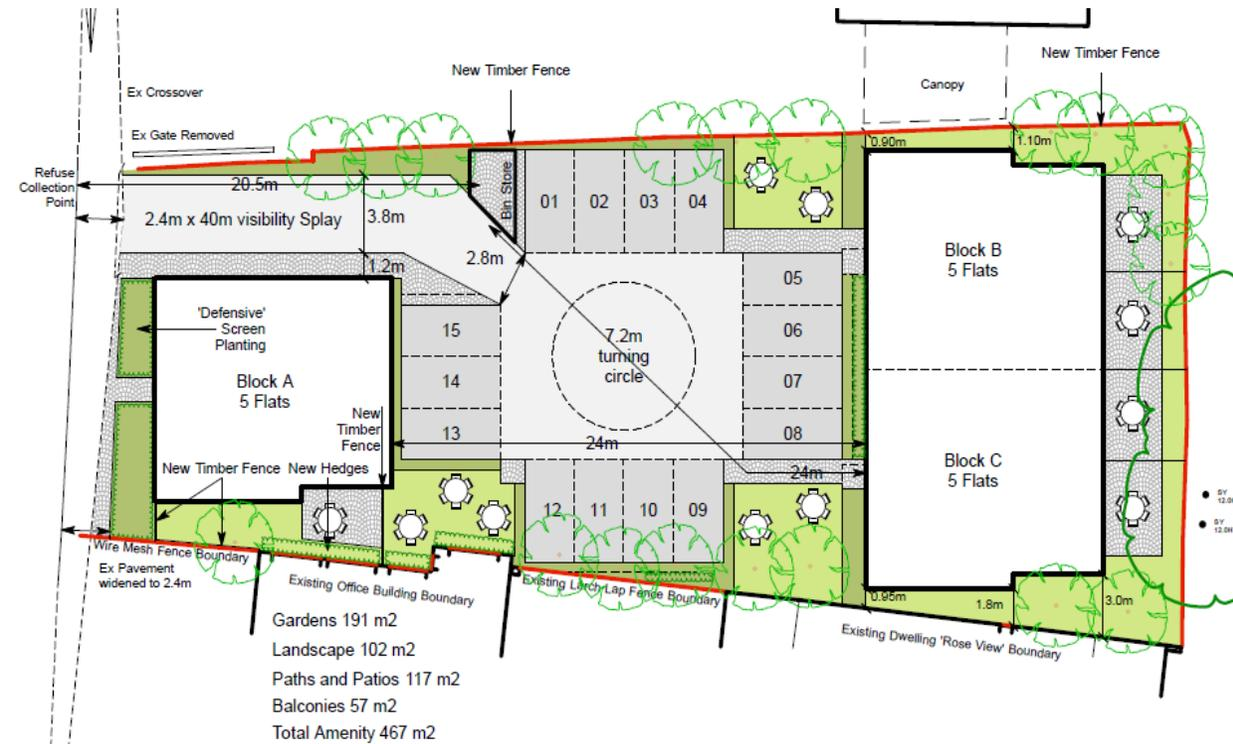 New Timber Fence
New Timber Fence
Canopy
Ex Crossover
Ex Gate Removed
Refuse
Collection
Point
20.5m
Bin Store
01
02
03
04
0.90m
1.10m
2.4m x 40m visibility Splay
3.8m
2.8m
1.2m
Block B
5 Flats
05
06
07
08
'Defensive'
Screen
Planting
15
14
13
7.2m
turning
circle
Block A
5 Flats
New
Timber
Fence
24m
24m
Block C
5 Flats
New Timber Fence
New Hedges
12
11
10
09
SY
SY
Wire Mesh Fence Boundary
Ex Pavement
widened to 2.4m
Existing Office Building Boundary
Existing Larch Lap Fence Boundary
0.95m
1.8m
3.0m
Existing Dwelling 'Rose View' Boundary
Gardens 191 m2
Landscape 102 m2
Paths and Patios 117 m2
Balconies 57 m2
Total Amenity 467 m2